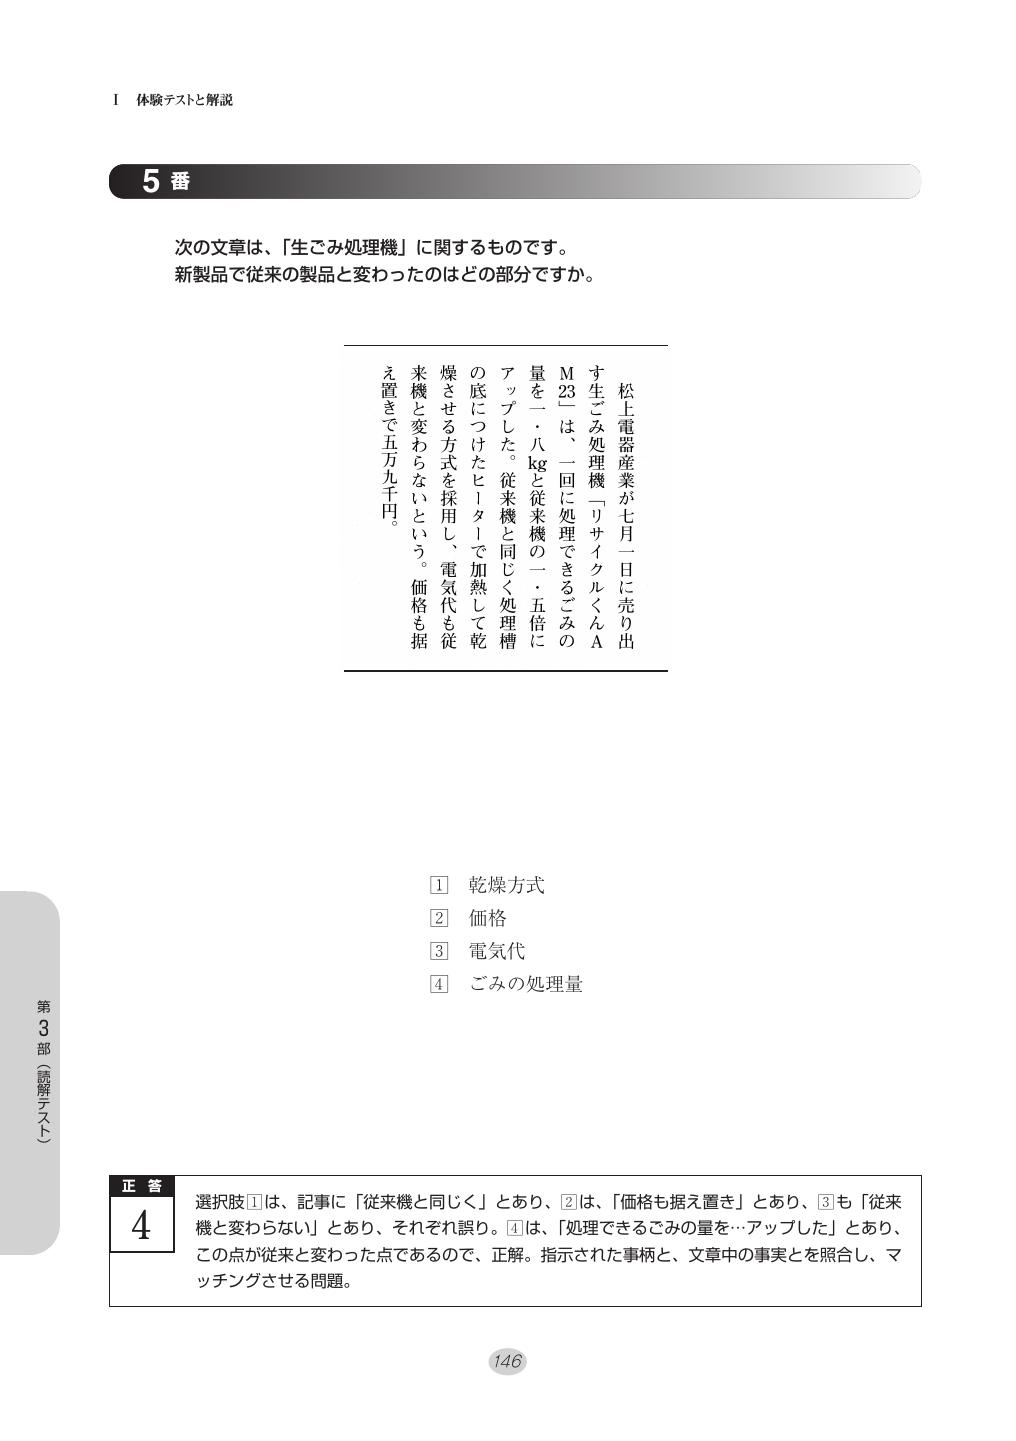 I 体験テストと解説
5 番
次の文章は、「生ごみ処理機」に関するものです。
新製品で従来の製品と変わったのはどの部分ですか。
松上電器産業が七月一日に売り出
す生ごみ処理機「リサイクルくんA
M23」は、一回に処理できるごみの
量を一・八kgと従来機の一・五倍に
アップした。従来機と同じく処理槽
の底につけたヒーターで加熱して乾
燥させる方式を採用し、電気代も従
来機と変わらないという。価格も据
え置きで五万九千円。
1 乾燥方式
2 価格
3 電気代
4 ごみの処理量
第3部（読解テスト）
正 答
4
選択肢1は、記事に「従来機と同じく」とあり、2は、「価格も据え置き」とあり、3も「従来
機と変わらない」とあり、それぞれ誤り。4は、「処理できるごみの量を…アップした」とあり、
この点が従来と変わった点であるので、正解。指示された事柄と、文章中の事実とを照合し、マ
ッチングさせる問題。
146